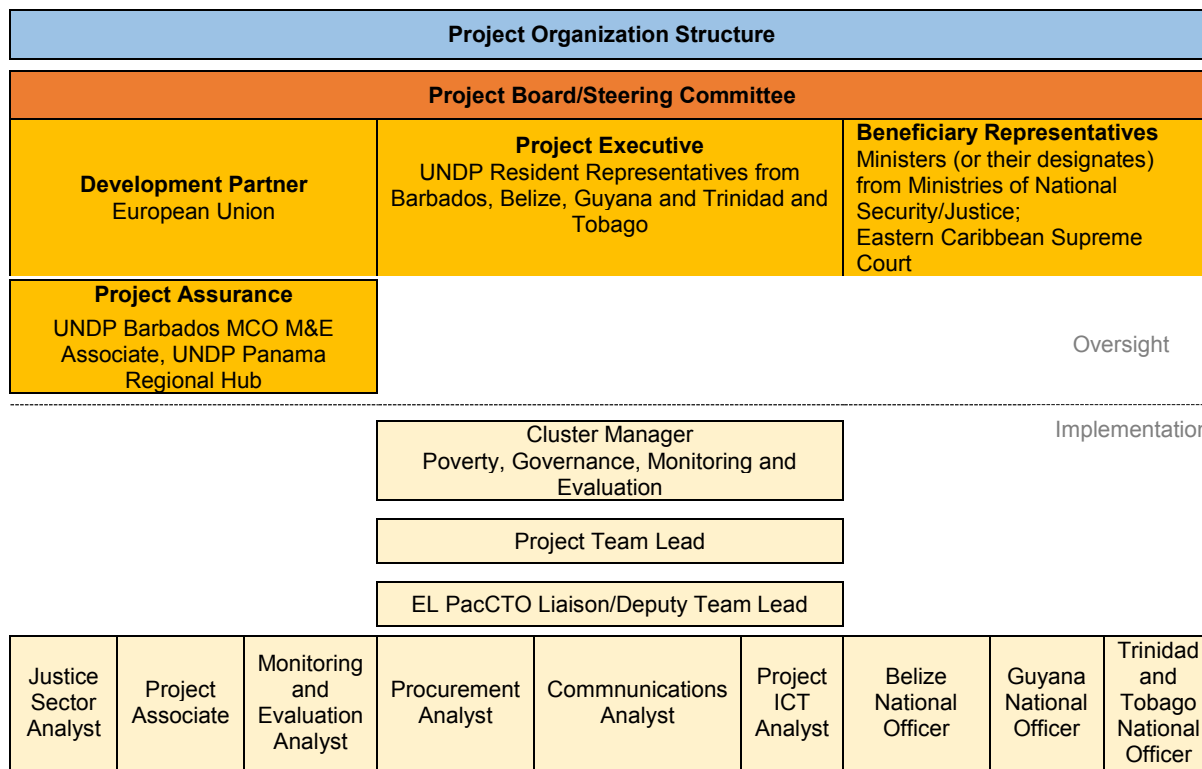 Project Organization Structure
Project Board/Steering Committee
Development Partner
European Union
Project Executive
UNDP Resident Representatives from
Barbados, Belize, Guyana and Trinidad and
Tobago
Beneficiary Representatives
Ministers (or their designates)
from Ministries of National
Security/Justice;
Eastern Caribbean Supreme
Court
Project Assurance
UNDP Barbados MCO M&E
Associate, UNDP Panama
Regional Hub
Oversight
Implementation
Cluster Manager
Poverty, Governance, Monitoring and
Evaluation
Project Team Lead
EL PacCTO Liaison/Deputy Team Lead
Justice
Sector
Analyst
Project
Associate
Monitoring
and
Evaluation
Analyst
Procurement
Analyst
Commnunications
Analyst
Project
ICT
Analyst
Belize
National
Officer
Guyana
National
Officer
Trinidad
and
Tobago
National
Officer